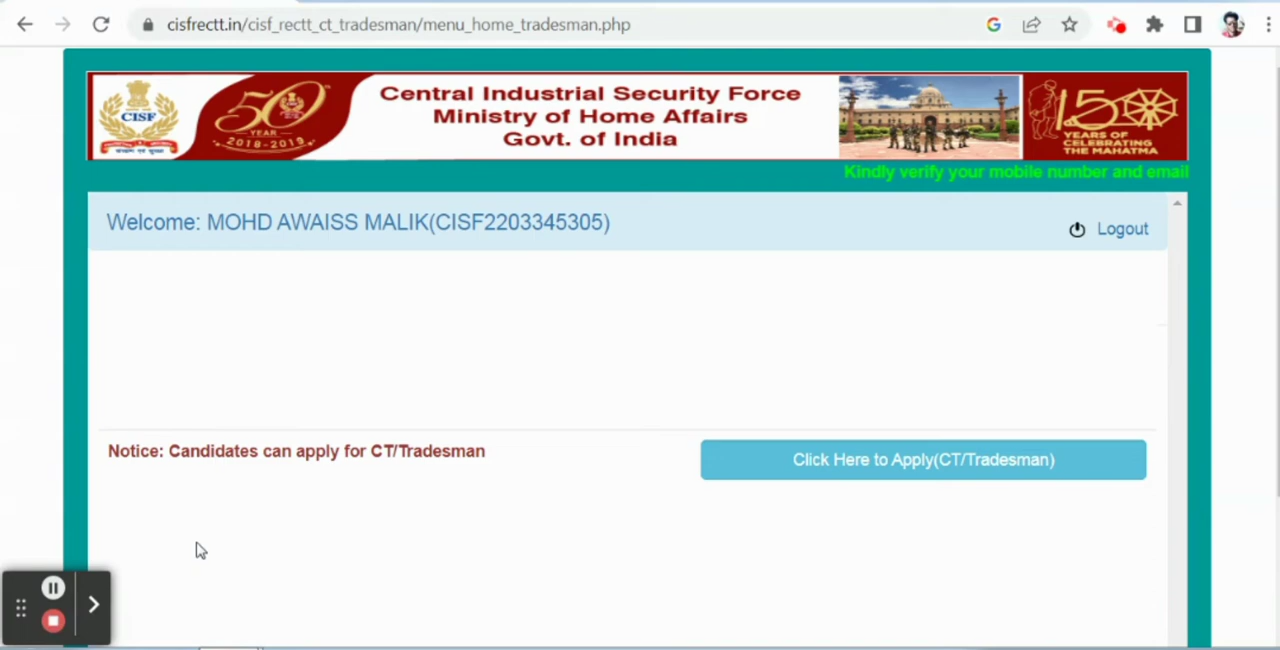 cisfrectt.in/cisf_rectt_ct_tradesman/menu_home_tradesman.php
CISF
50
YEAR
2018-2019
Central Industrial Security Force
Ministry of Home Affairs
Govt. of India
150
YEARS OF
CELEBRATING
THE MAHATMA
Kindly verify your mobile number and email
Welcome: MOHD AWAISS MALIK(CISF2203345305)
Logout
Notice: Candidates can apply for CT/Tradesman
Click Here to Apply(CT/Tradesman)